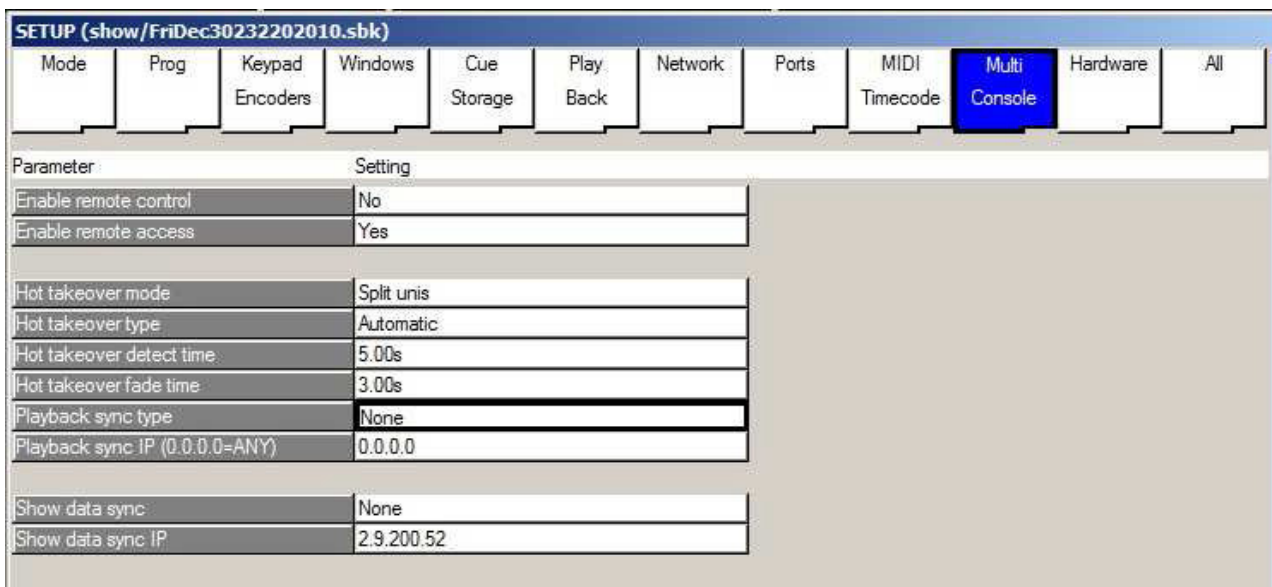 SETUP (show/FriDec30232202010.sbk)
Mode Prog Keypad Encoders Windows Cue Storage Play Back Network Ports MIDI Timecode Multi Console Hardware All
Parameter Setting
Enable remote control No
Enable remote access Yes
Hot takeover mode Split unis
Hot takeover type Automatic
Hot takeover detect time 5.00s
Hot takeover fade time 3.00s
Playback sync type None
Playback sync IP (0.0.0.0=ANY) 0.0.0.0
Show data sync None
Show data sync IP 2.9.200.52